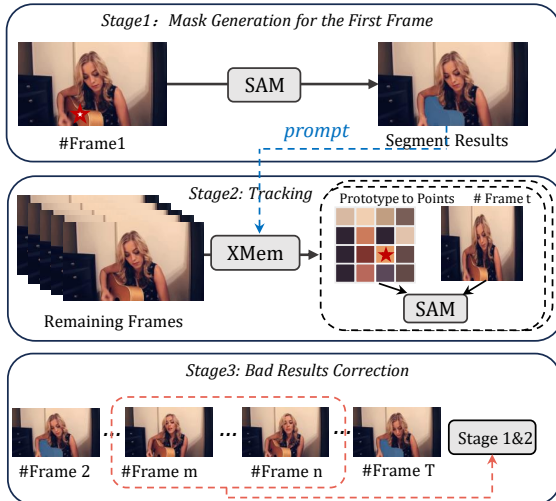 Stage1: Mask Generation for the First Frame
SAM
#Frame1
prompt
Segment Results
Stage2: Tracking
Prototype to Points
# Frame t
XMem
SAM
Remaining Frames
Stage3: Bad Results Correction
... ... ...
Stage 1&2
#Frame 2
#Frame m
#Frame n
#Frame T